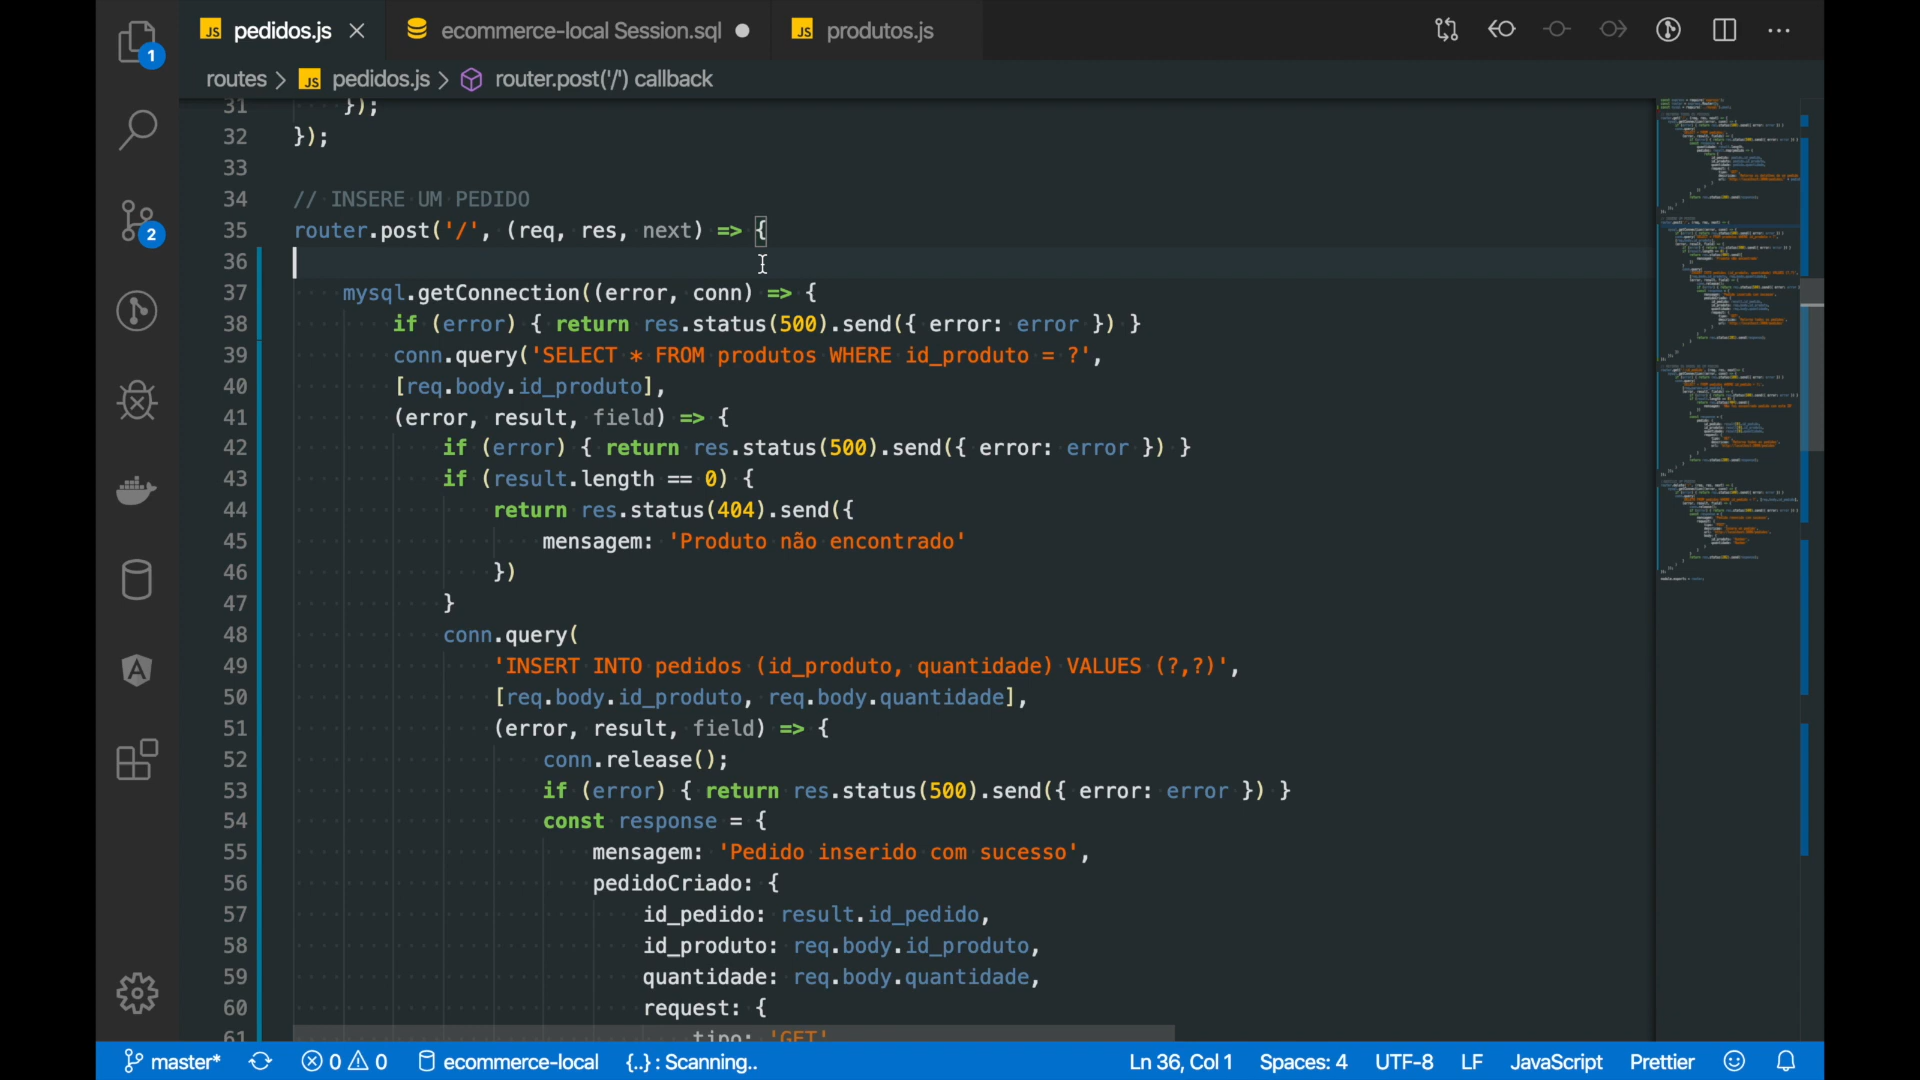 JS pedidos.js
ecommerce-local Session.sql
JS produtos.js
1
routes > JS pedidos.js > router.post('/') callback
31 });
32 });
33
34 // INSERE UM PEDIDO
35 router.post('/', (req, res, next) => {
36
37 mysql.getConnection((error, conn) => {
38 if (error) { return res.status(500).send({ error: error }) }
39 conn.query('SELECT * FROM produtos WHERE id_produto = ?',
40 [req.body.id_produto],
41 (error, result, field) => {
42 if (error) { return res.status(500).send({ error: error }) }
43 if (result.length == 0) {
44 return res.status(404).send({
45 mensagem: 'Produto não encontrado'
46 })
47 }
48 conn.query(
49 'INSERT INTO pedidos (id_produto, quantidade) VALUES (?,?)',
50 [req.body.id_produto, req.body.quantidade],
51 (error, result, field) => {
52 conn.release();
53 if (error) { return res.status(500).send({ error: error }) }
54 const response = {
55 mensagem: 'Pedido inserido com sucesso',
56 pedidoCriado: {
57 id_pedido: result.id_pedido,
58 id_produto: req.body.id_produto,
59 quantidade: req.body.quantidade,
60 request: {
61 tipo: 'GET'
2
master* 0 0 ecommerce-local {..} : Scanning.. Ln 36, Col 1 Spaces: 4 UTF-8 LF JavaScript Prettier